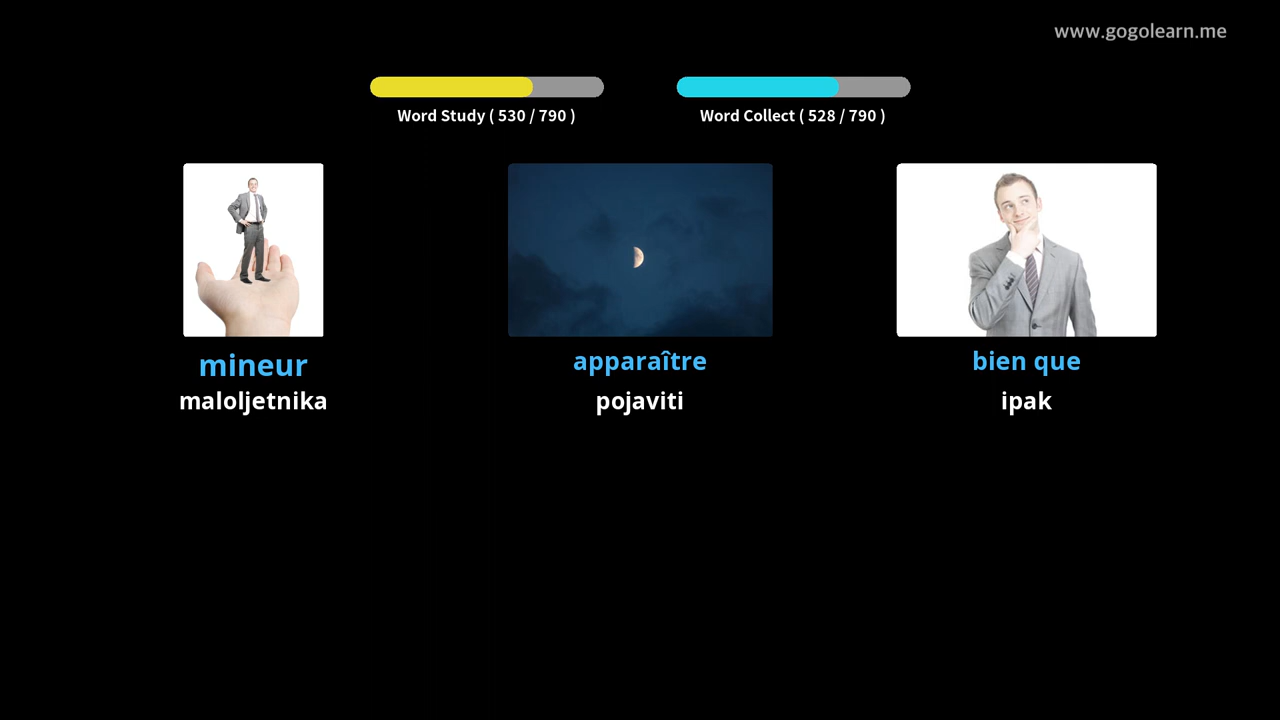 www.gogolearn.me
Word Study ( 530 / 790 )
Word Collect ( 528 / 790 )
mineur
maloljetnika
apparaître
pojaviti
bien que
ipak